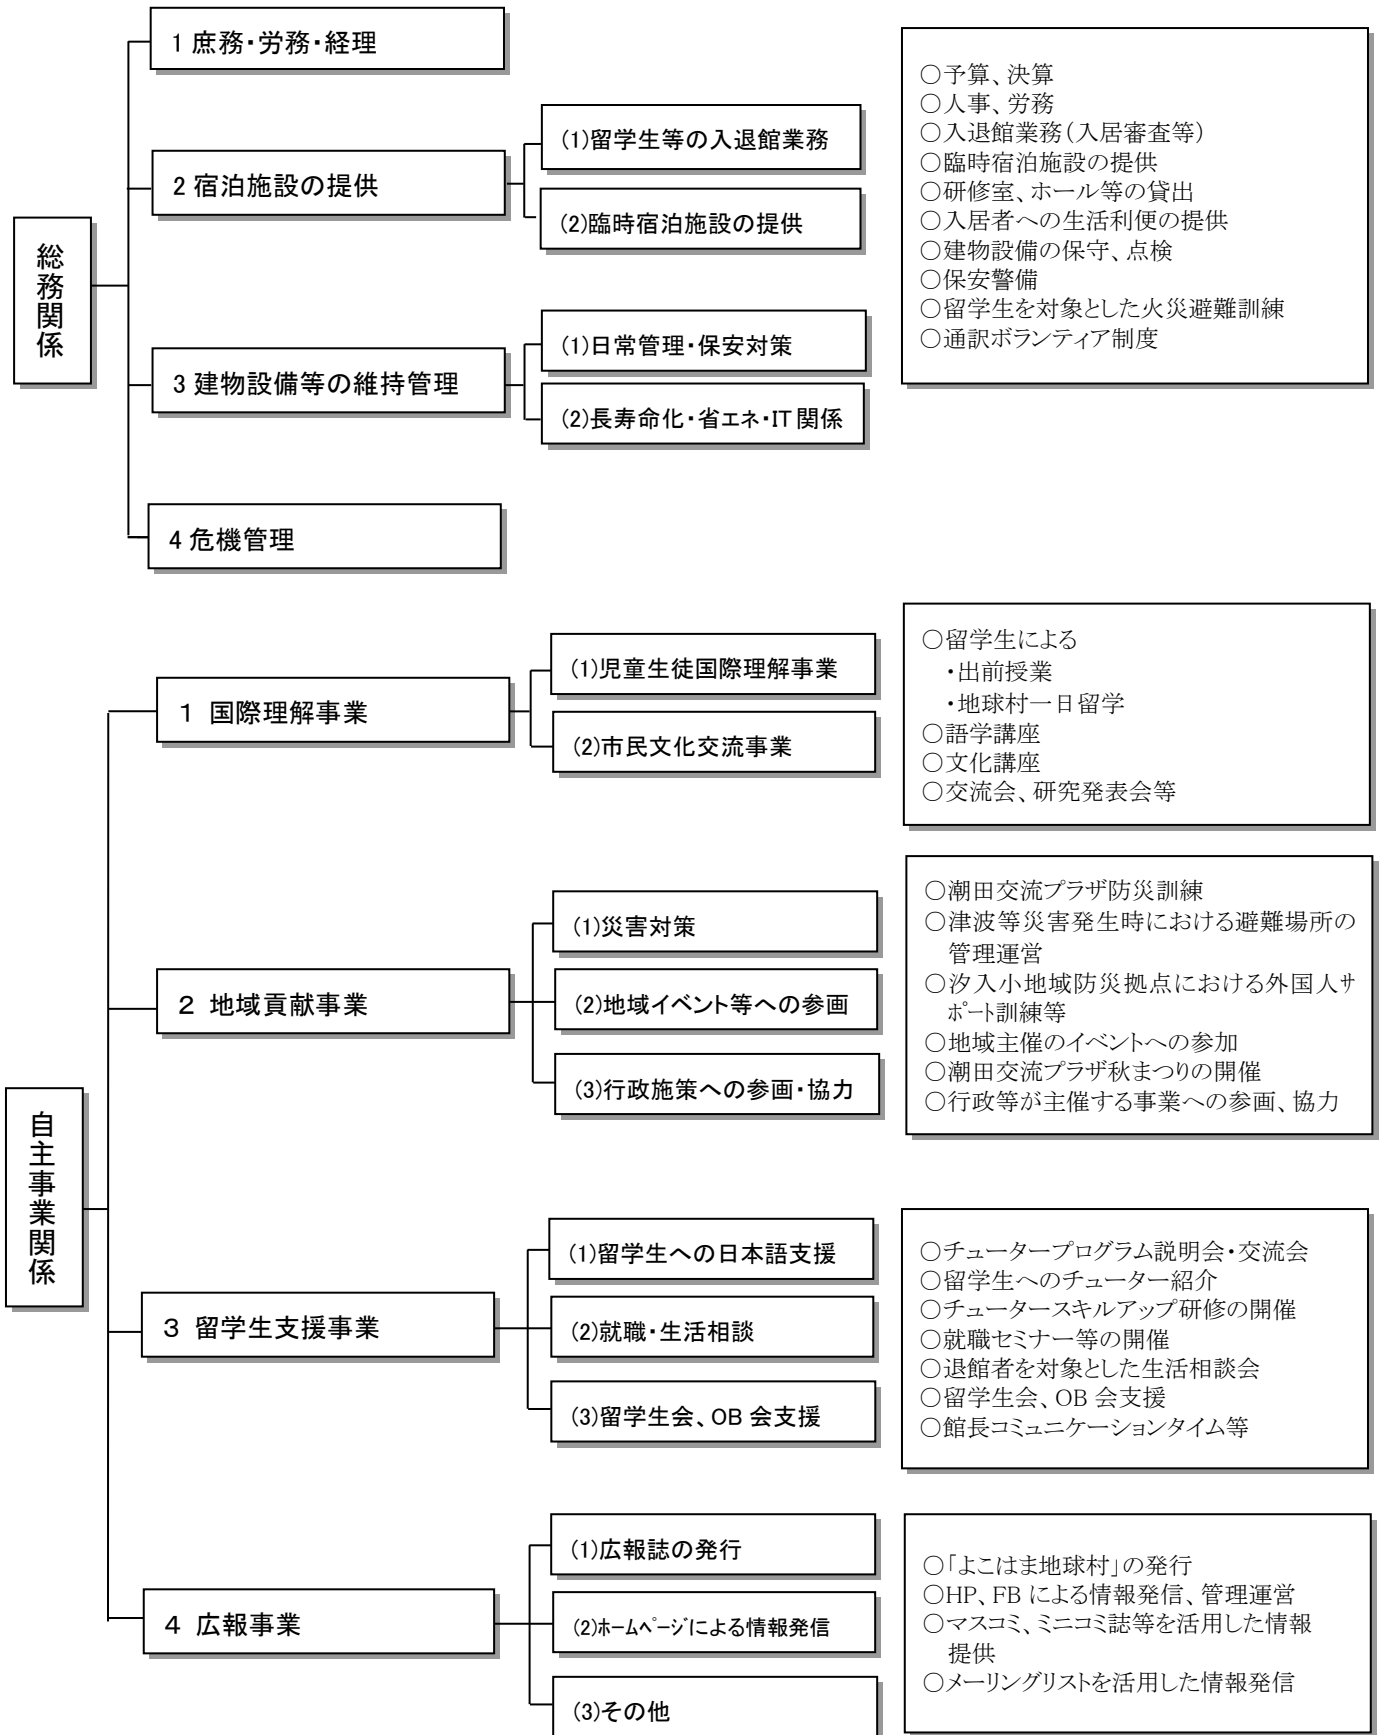 総務関係
1 庶務・労務・経理
2 宿泊施設の提供
(1)留学生等の入退館業務
(2)臨時宿泊施設の提供
3 建物設備等の維持管理
(1)日常管理・保安対策
(2)長寿命化・省エネ・IT 関係
4 危機管理
○予算、決算
○人事、労務
○入退館業務(入居審査等)
○臨時宿泊施設の提供
○研修室、ホール等の貸出
○入居者への生活利便の提供
○建物設備の保守、点検
○保安警備
○留学生を対象とした火災避難訓練
○通訳ボランティア制度
自主事業関係
1 国際理解事業
(1)児童生徒国際理解事業
(2)市民文化交流事業
○留学生による
・出前授業
・地球村一日留学
○語学講座
○文化講座
○交流会、研究発表会等
2 地域貢献事業
(1)災害対策
(2)地域イベント等への参画
(3)行政施策への参画・協力
○潮田交流プラザ防災訓練
○津波等災害発生時における避難場所の
管理運営
○汐入小地域防災拠点における外国人サ
ポート訓練等
○地域主催のイベントへの参加
○潮田交流プラザ秋まつりの開催
○行政等が主催する事業への参画、協力
3 留学生支援事業
(1)留学生への日本語支援
(2)就職・生活相談
(3)留学生会、OB 会支援
○チュータープログラム説明会・交流会
○留学生へのチューター紹介
○チュータースキルアップ研修の開催
○就職セミナー等の開催
○退館者を対象とした生活相談会
○留学生会、OB 会支援
○館長コミュニケーションタイム等
4 広報事業
(1)広報誌の発行
(2)ホームページによる情報発信
(3)その他
○「よこはま地球村」の発行
○HP、FB による情報発信、管理運営
○マスコミ、ミニコミ誌等を活用した情報
提供
○メーリングリストを活用した情報発信